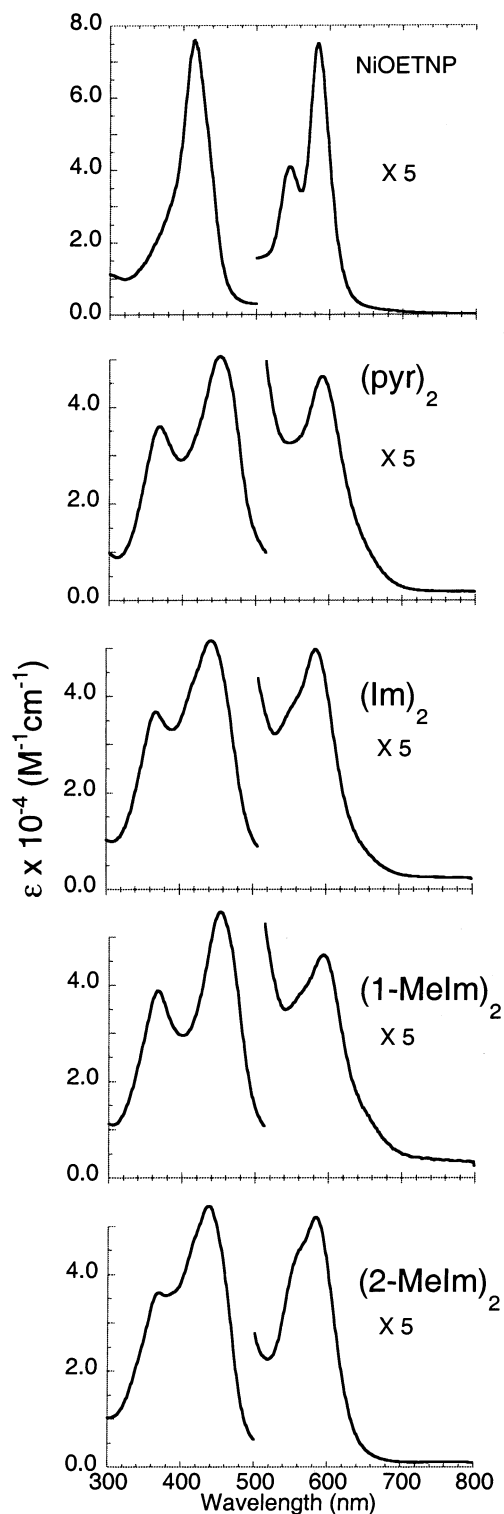 8.0
NiOETNP
6.0
4.0
X 5
2.0
0.0
(pyr)2
4.0
X 5
2.0
0.0
(Im)2
4.0
X 5
2.0
0.0
ε x 10-4 (M-1cm-1)
(1-MeIm)2
4.0
X 5
2.0
0.0
(2-MeIm)2
4.0
X 5
2.0
0.0
300 400 500 600 700 800
Wavelength (nm)